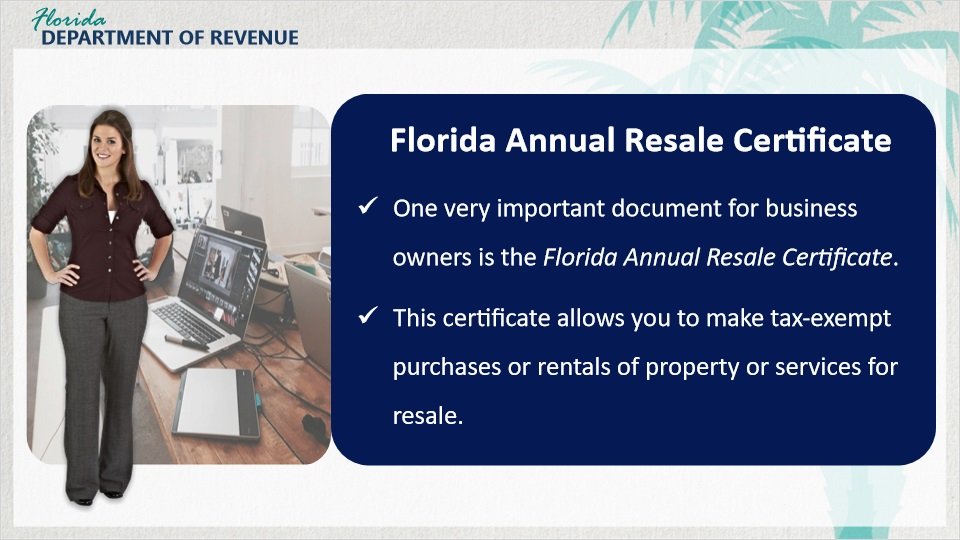 Florida
DEPARTMENT OF REVENUE
Florida Annual Resale Certificate
✓ One very important document for business
owners is the Florida Annual Resale Certificate.
✓ This certificate allows you to make tax-exempt
purchases or rentals of property or services for
resale.